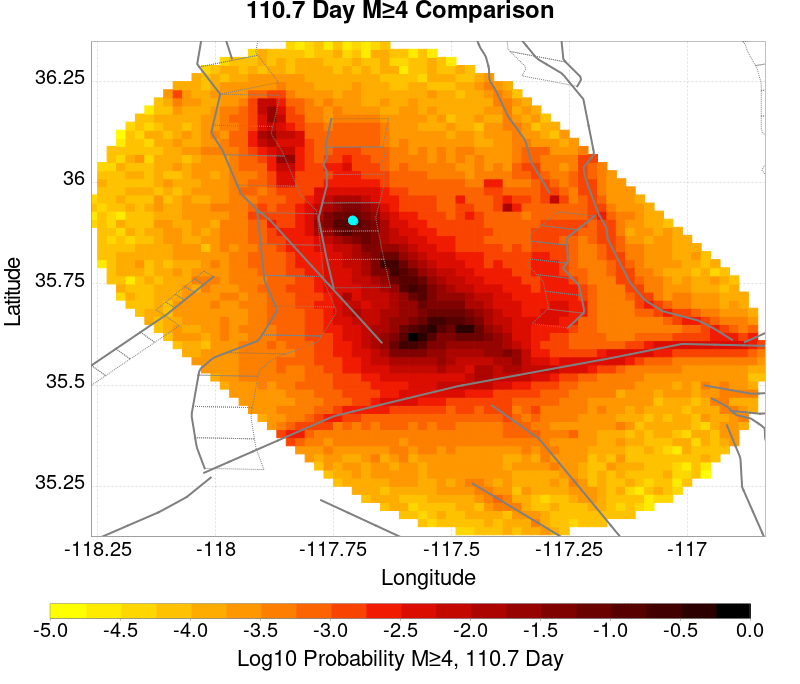 110.7 Day M≥4 Comparison
36.25
36
35.75
35.5
35.25
Latitude
-118.25 -118 -117.75 -117.5 -117.25 -117
Longitude
-5.0 -4.5 -4.0 -3.5 -3.0 -2.5 -2.0 -1.5 -1.0 -0.5 0.0
Log10 Probability M≥4, 110.7 Day